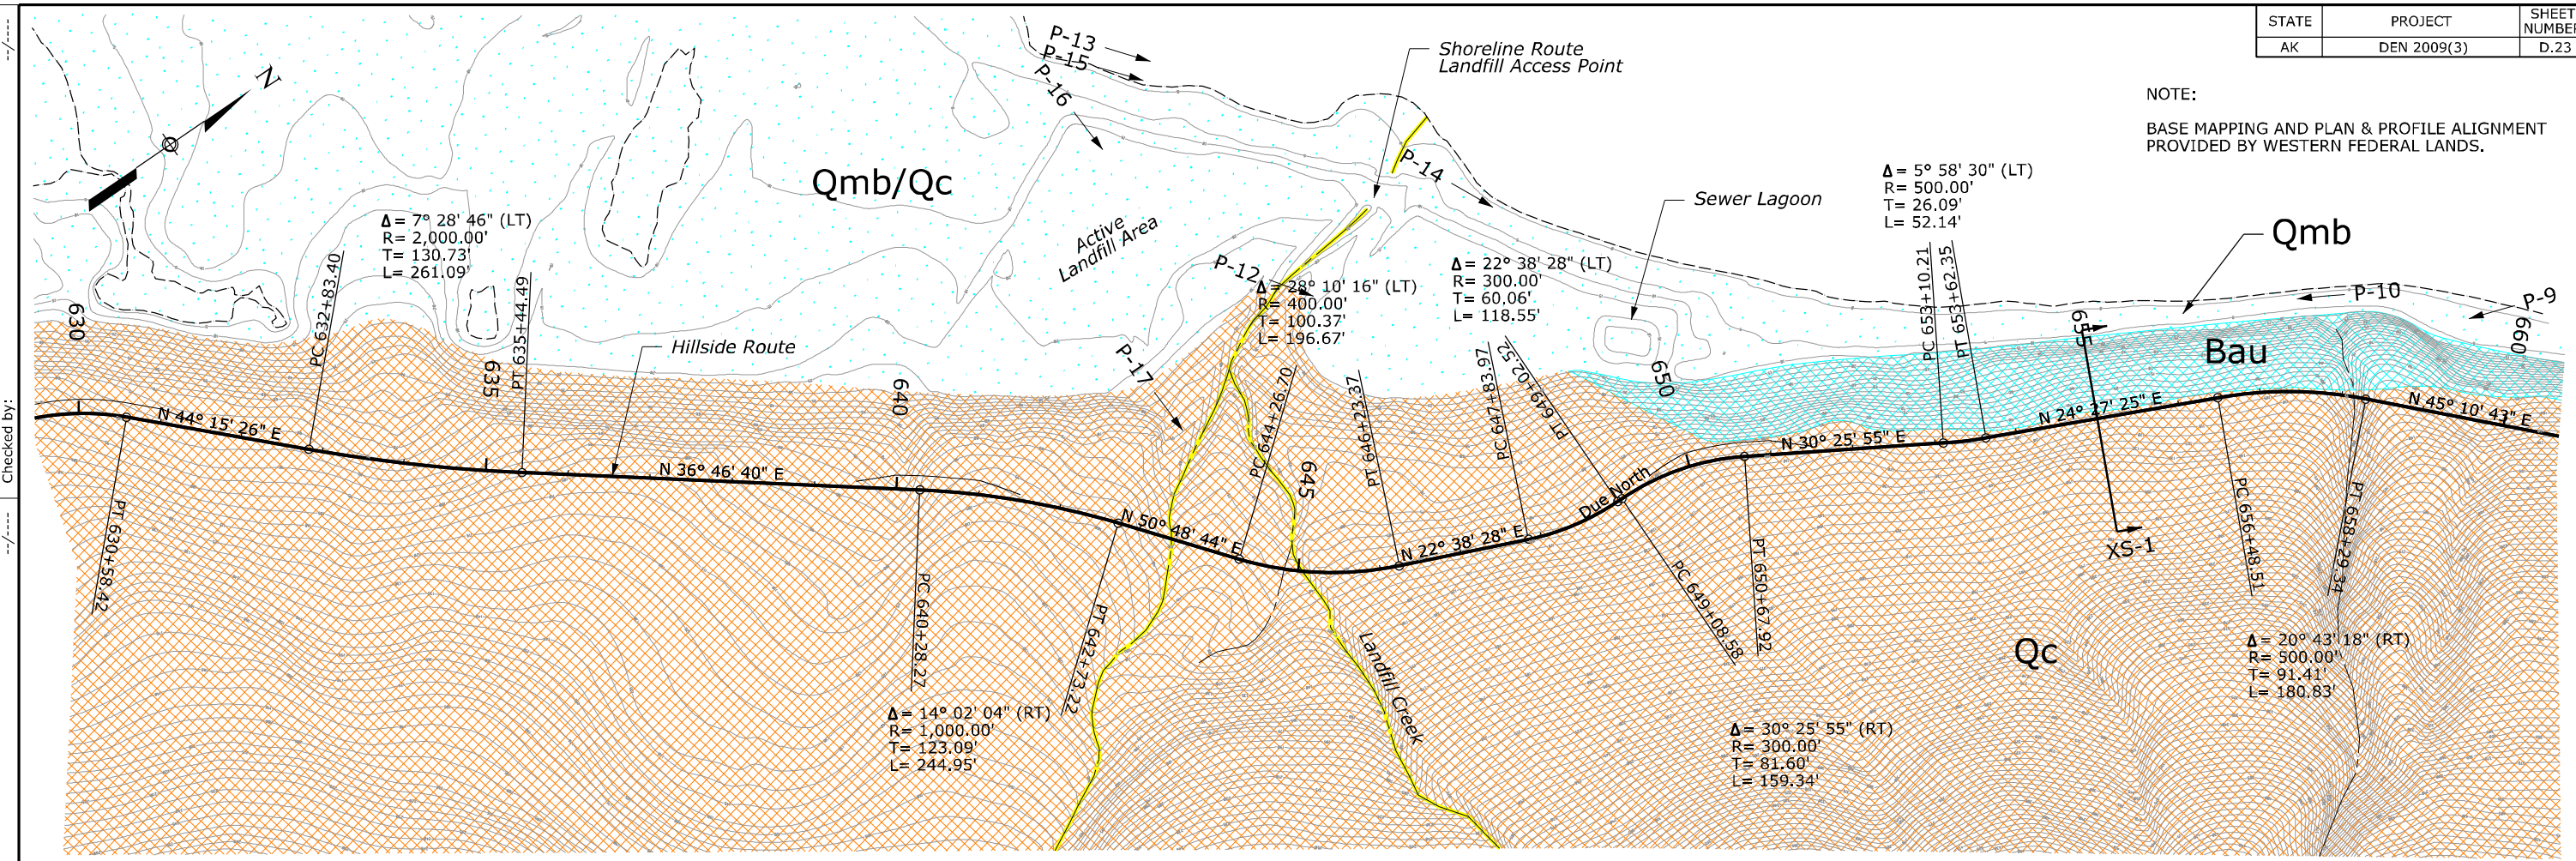 STATE PROJECT SHEET NUMBER
AK DEN 2009(3) D.23
NOTE:
BASE MAPPING AND PLAN & PROFILE ALIGNMENT
PROVIDED BY WESTERN FEDERAL LANDS.
--/----
Checked by:
--/----
N
P-13
P-15
P-16
Shoreline Route
Landfill Access Point
P-14
Qmb/Qc
Active
Landfill Area
Sewer Lagoon
Qmb
P-12
P-10
P-9
P-17
Δ= 7° 28' 46" (LT)
R= 2,000.00'
T= 130.73'
L= 261.09'
Δ= 28° 10' 16" (LT)
R= 400.00'
T= 100.37'
L= 196.67'
Δ= 22° 38' 28" (LT)
R= 300.00'
T= 60.06'
L= 118.55'
Δ= 5° 58' 30" (LT)
R= 500.00'
T= 26.09'
L= 52.14'
630
PC 632+83.40
635
PT 635+44.49
Hillside Route
640
PC 644+26.70
645
PT 646+23.37
PC 647+83.97
PT 649+02.52
650
PC 653+10.21
PT 653+62.35
655
Bau
660
N 44° 15' 26" E
N 36° 46' 40" E
N 50° 48' 44" E
N 22° 38' 28" E
Due North
N 30° 25' 55" E
N 24° 27' 25" E
N 45° 10' 43" E
XS-1
PT 630+58.42
PC 640+28.27
PT 642+73.22
PC 649+08.58
PT 650+67.92
PC 656+48.51
PT 658+29.34
Landfill Creek
Qc
Δ= 14° 02' 04" (RT)
R= 1,000.00'
T= 123.09'
L= 244.95'
Δ= 30° 25' 55" (RT)
R= 300.00'
T= 81.60'
L= 159.34'
Δ= 20° 43' 18" (RT)
R= 500.00'
T= 91.41'
L= 180.83'